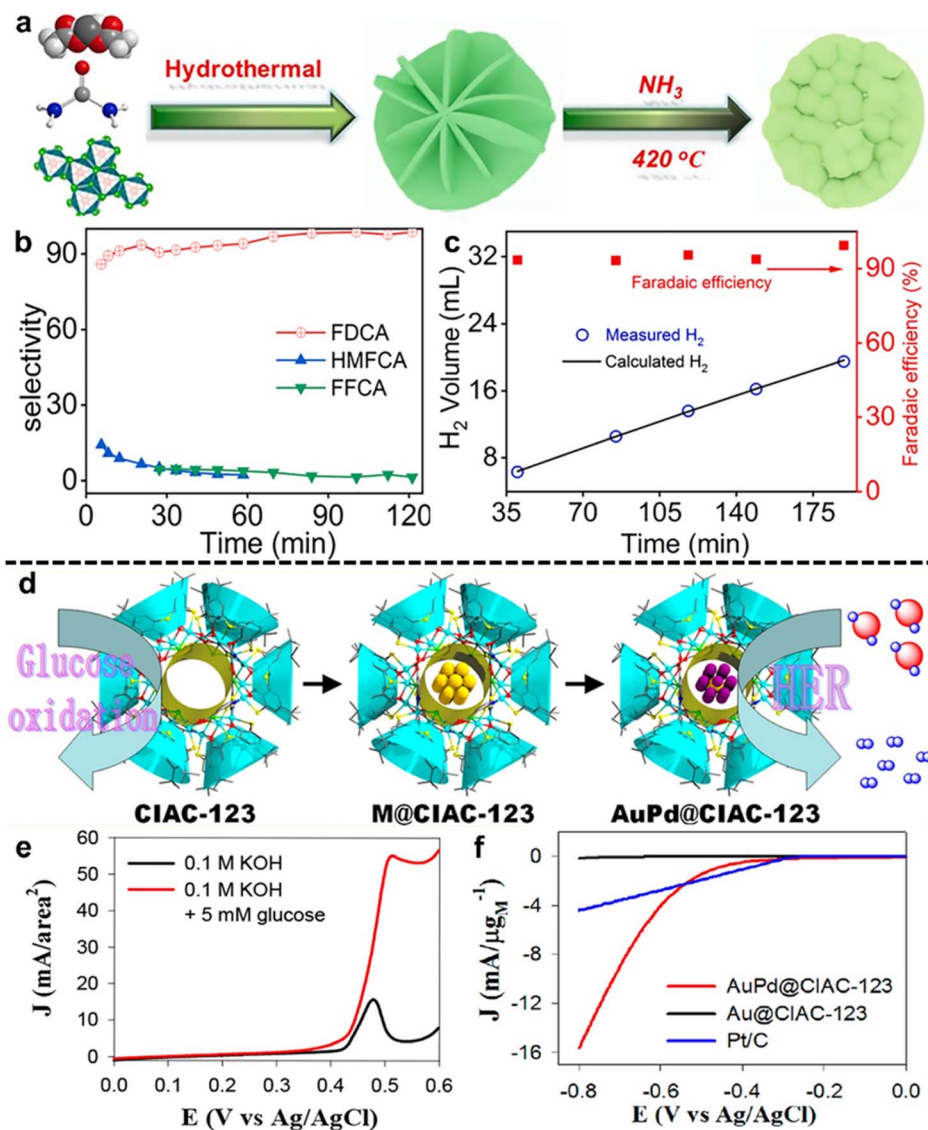 a
Hydrothermal
NH3
420 °C
b
90
60
30
0
selectivity
FDCA
HMFCA
FFCA
0 30 60 90 121
Time (min)
c
32
24
16
8
H2 Volume (mL)
Faradaic efficiency
Measured H2
Calculated H2
90
60
30
0
Faradaic efficiency (%)
35 70 105 140 175
Time (min)
d
Glucose
oxidation
HER
CIAC-123
M@CIAC-123
AuPd@CIAC-123
e
60
50
40
30
20
10
0
J (mA/area2)
0.1 M KOH
0.1 M KOH
+ 5 mM glucose
0.0 0.1 0.2 0.3 0.4 0.5 0.6
E (V vs Ag/AgCl)
f
0
-4
-8
-12
-16
J (mA/µgM-1)
AuPd@CIAC-123
Au@CIAC-123
Pt/C
-0.8 -0.6 -0.4 -0.2 0.0
E (V vs Ag/AgCl)